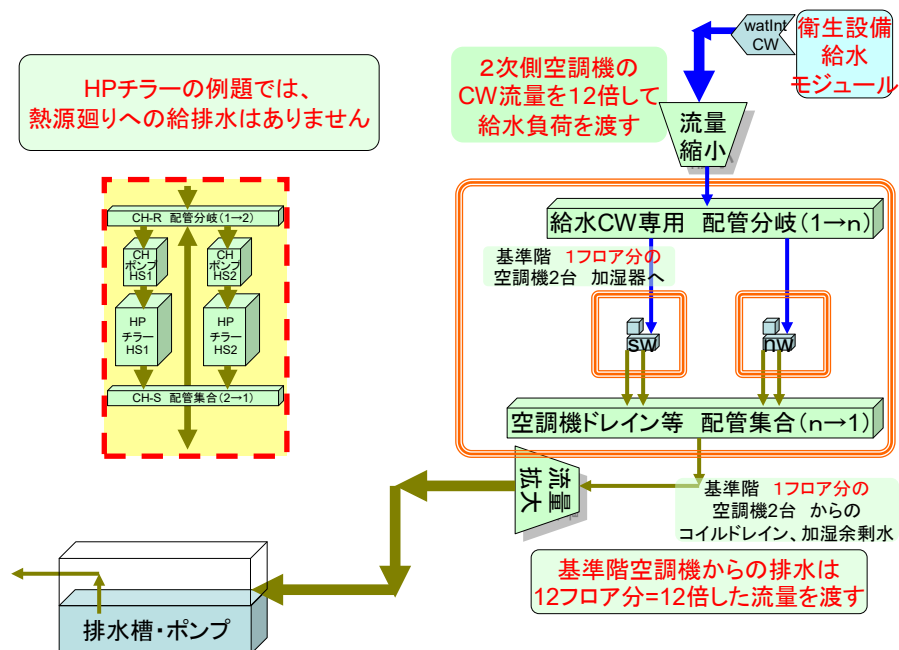 HPチラーの例題では、
熱源廻りへの給排水はありません
2次側空調機の
CW流量を12倍して
給水負荷を渡す
watInt
CW
衛生設備
給水
モジュール
流量
縮小
CH-R 配管分岐(1→2)
CH
ポンプ
HS1
CH
ポンプ
HS2
HP
チラー
HS1
HP
チラー
HS2
CH-S 配管集合(2→1)
給水CW専用 配管分岐(1→n)
基準階 1フロア分の
空調機2台 加湿器へ
sw
nw
空調機ドレイン等 配管集合(n→1)
流量
拡大
基準階 1フロア分の
空調機2台 からの
コイルドレイン、加湿余剰水
基準階空調機からの排水は
12フロア分=12倍した流量を渡す
排水槽・ポンプ